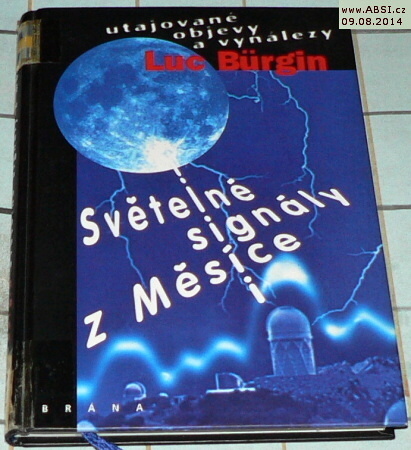 www.ABSI.cz
09.08.2014
utajované
objevy
a vynálezy
Luc Bürgin
Světelné
signály
z Měsíce
BRÁNA